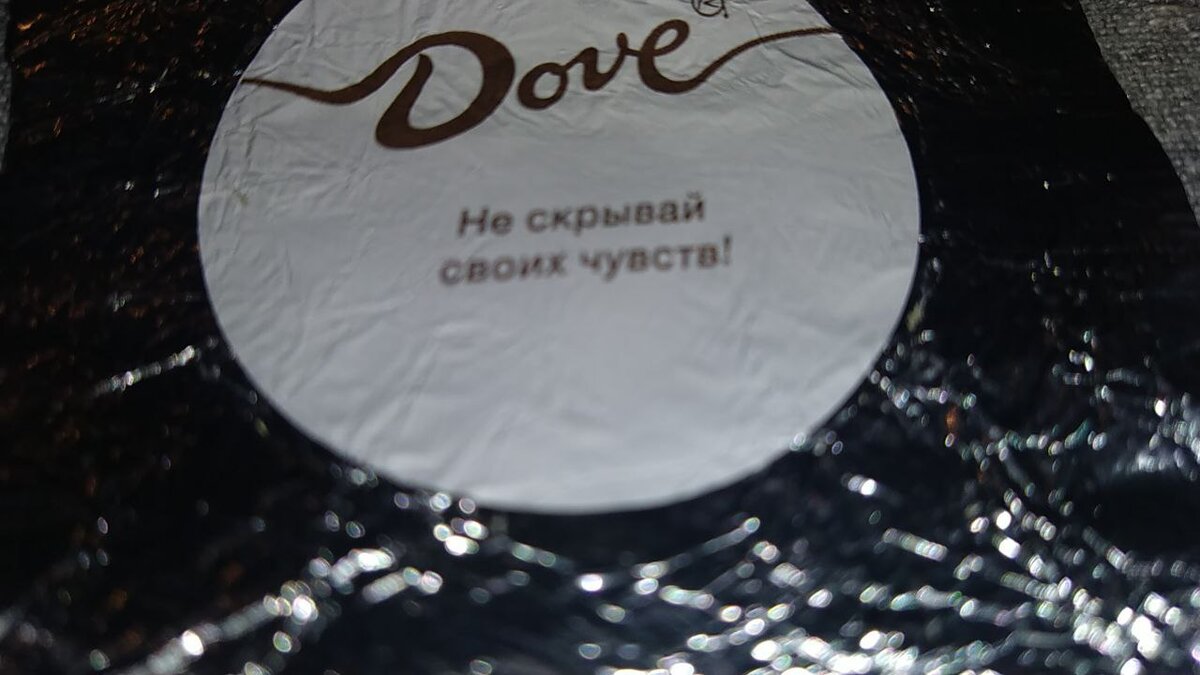 Dove
Не скрывай
своих чувств!